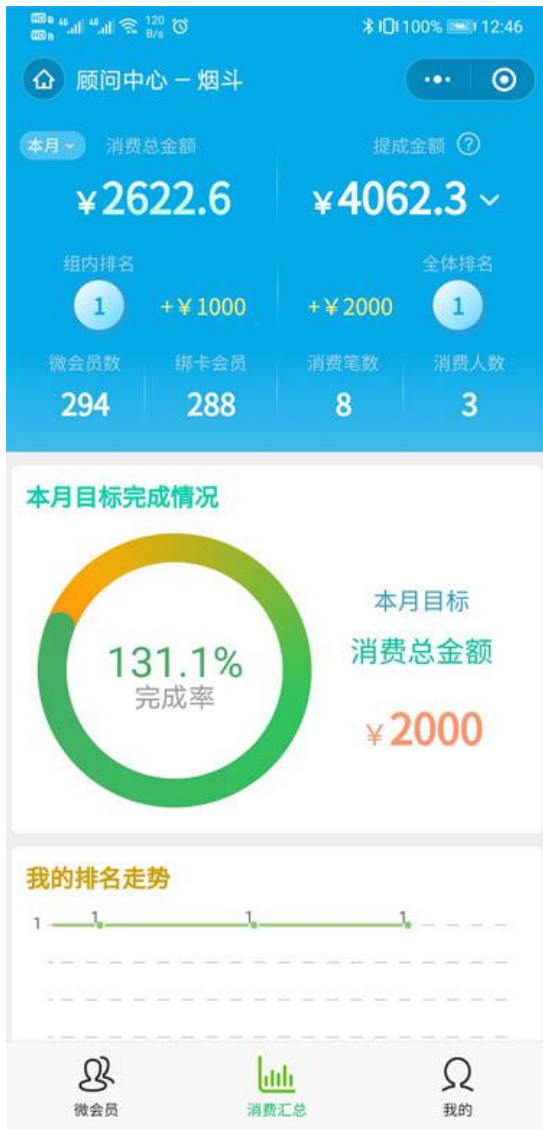 HD 46 46 120 B/s 100% 12:46
HD
顾问中心 – 烟斗
本月 消费总金额 提成金额 ?
¥2622.6 ¥4062.3
组内排名 全体排名
1 +¥1000 +¥2000 1
微会员数 绑卡会员 消费笔数 消费人数
294 288 8 3
本月目标完成情况
131.1%
完成率
本月目标
消费总金额
¥2000
我的排名走势
1 1 1 1
微会员 消费汇总 我的